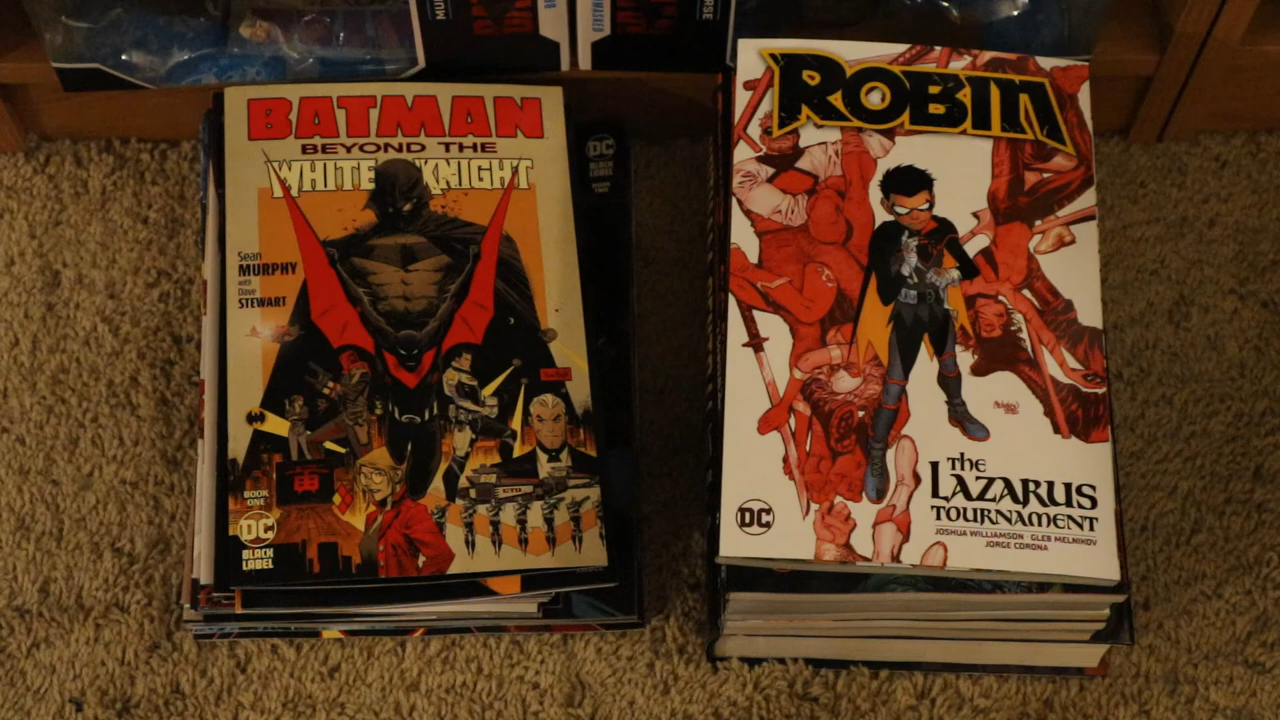 BATMAN
BEYOND THE
WHITE KNIGHT
Sean
MURPHY
with
Dave
STEWART
BOOK
ONE
DC
BLACK
LABEL
GTO
DC
BLACK
LABEL
ROBIN
THE
LAZARUS
TOURNAMENT
JOSHUA WILLIAMSON · GLEB MELNIKOV
JORGE CORONA
DC